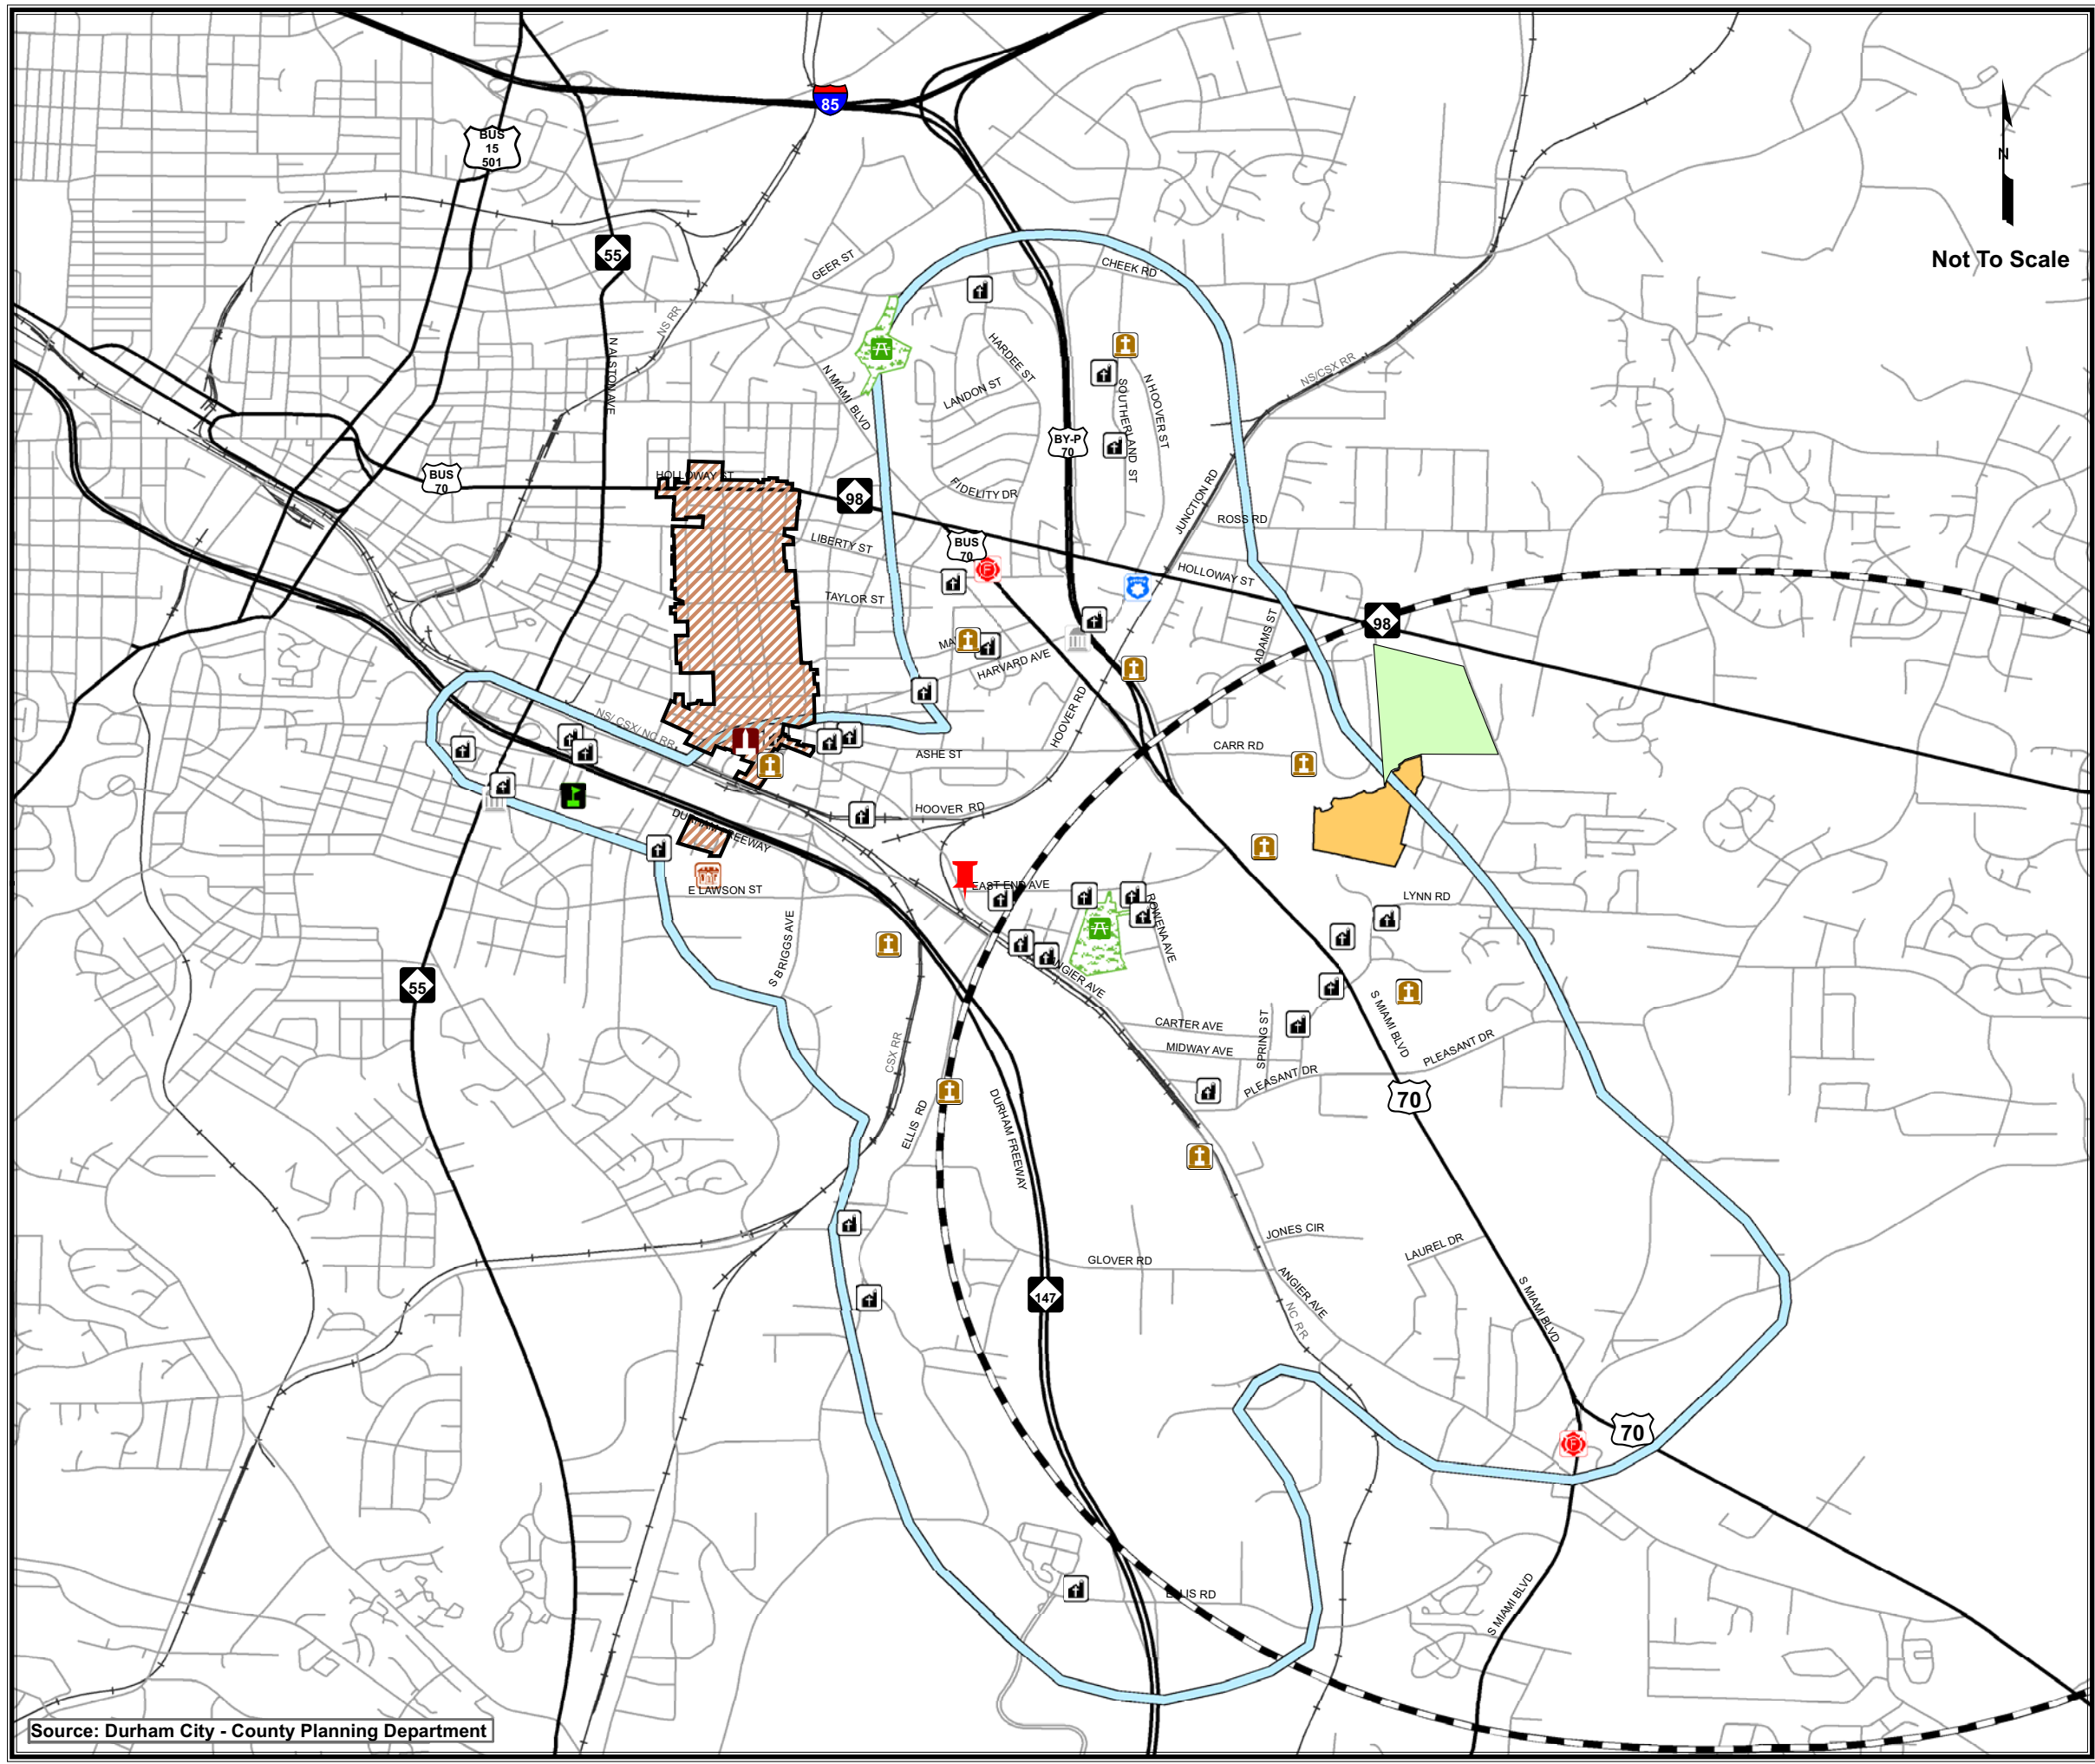 85
BUS
15
501
N
Not To Scale
55
GEER ST
CHEEK RD
NS RR
N ALSTON AVE
N MIAMI BLVD
HARDEE ST
LANDON ST
SOUTHERLAND ST
N HOOVER ST
NS/CSX RR
BY-P
70
BUS
70
HOLLOWAY ST
98
FIDELITY DR
JUNCTION RD
ROSS RD
LIBERTY ST
BUS
70
F
HOLLOWAY ST
TAYLOR ST
ADAMS ST
98
HARVARD AVE
NS/ CSX/ NC RR
HOOVER RD
ASHE ST
CARR RD
HOOVER RD
DURHAM FREEWAY
E LAWSON ST
EAST END AVE
ROWENA AVE
LYNN RD
S BRIGGS AVE
55
ANGIER AVE
CARTER AVE
MIDWAY AVE
SPRING ST
S MIAMI BLVD
PLEASANT DR
PLEASANT DR
CSX RR
ELLIS RD
DURHAM FREEWAY
70
JONES CIR
LAUREL DR
GLOVER RD
ANGIER AVE
NC RR
147
S MIAMI BLVD
70
F
ELLIS RD
S MIAMI BLVD
Source: Durham City - County Planning Department